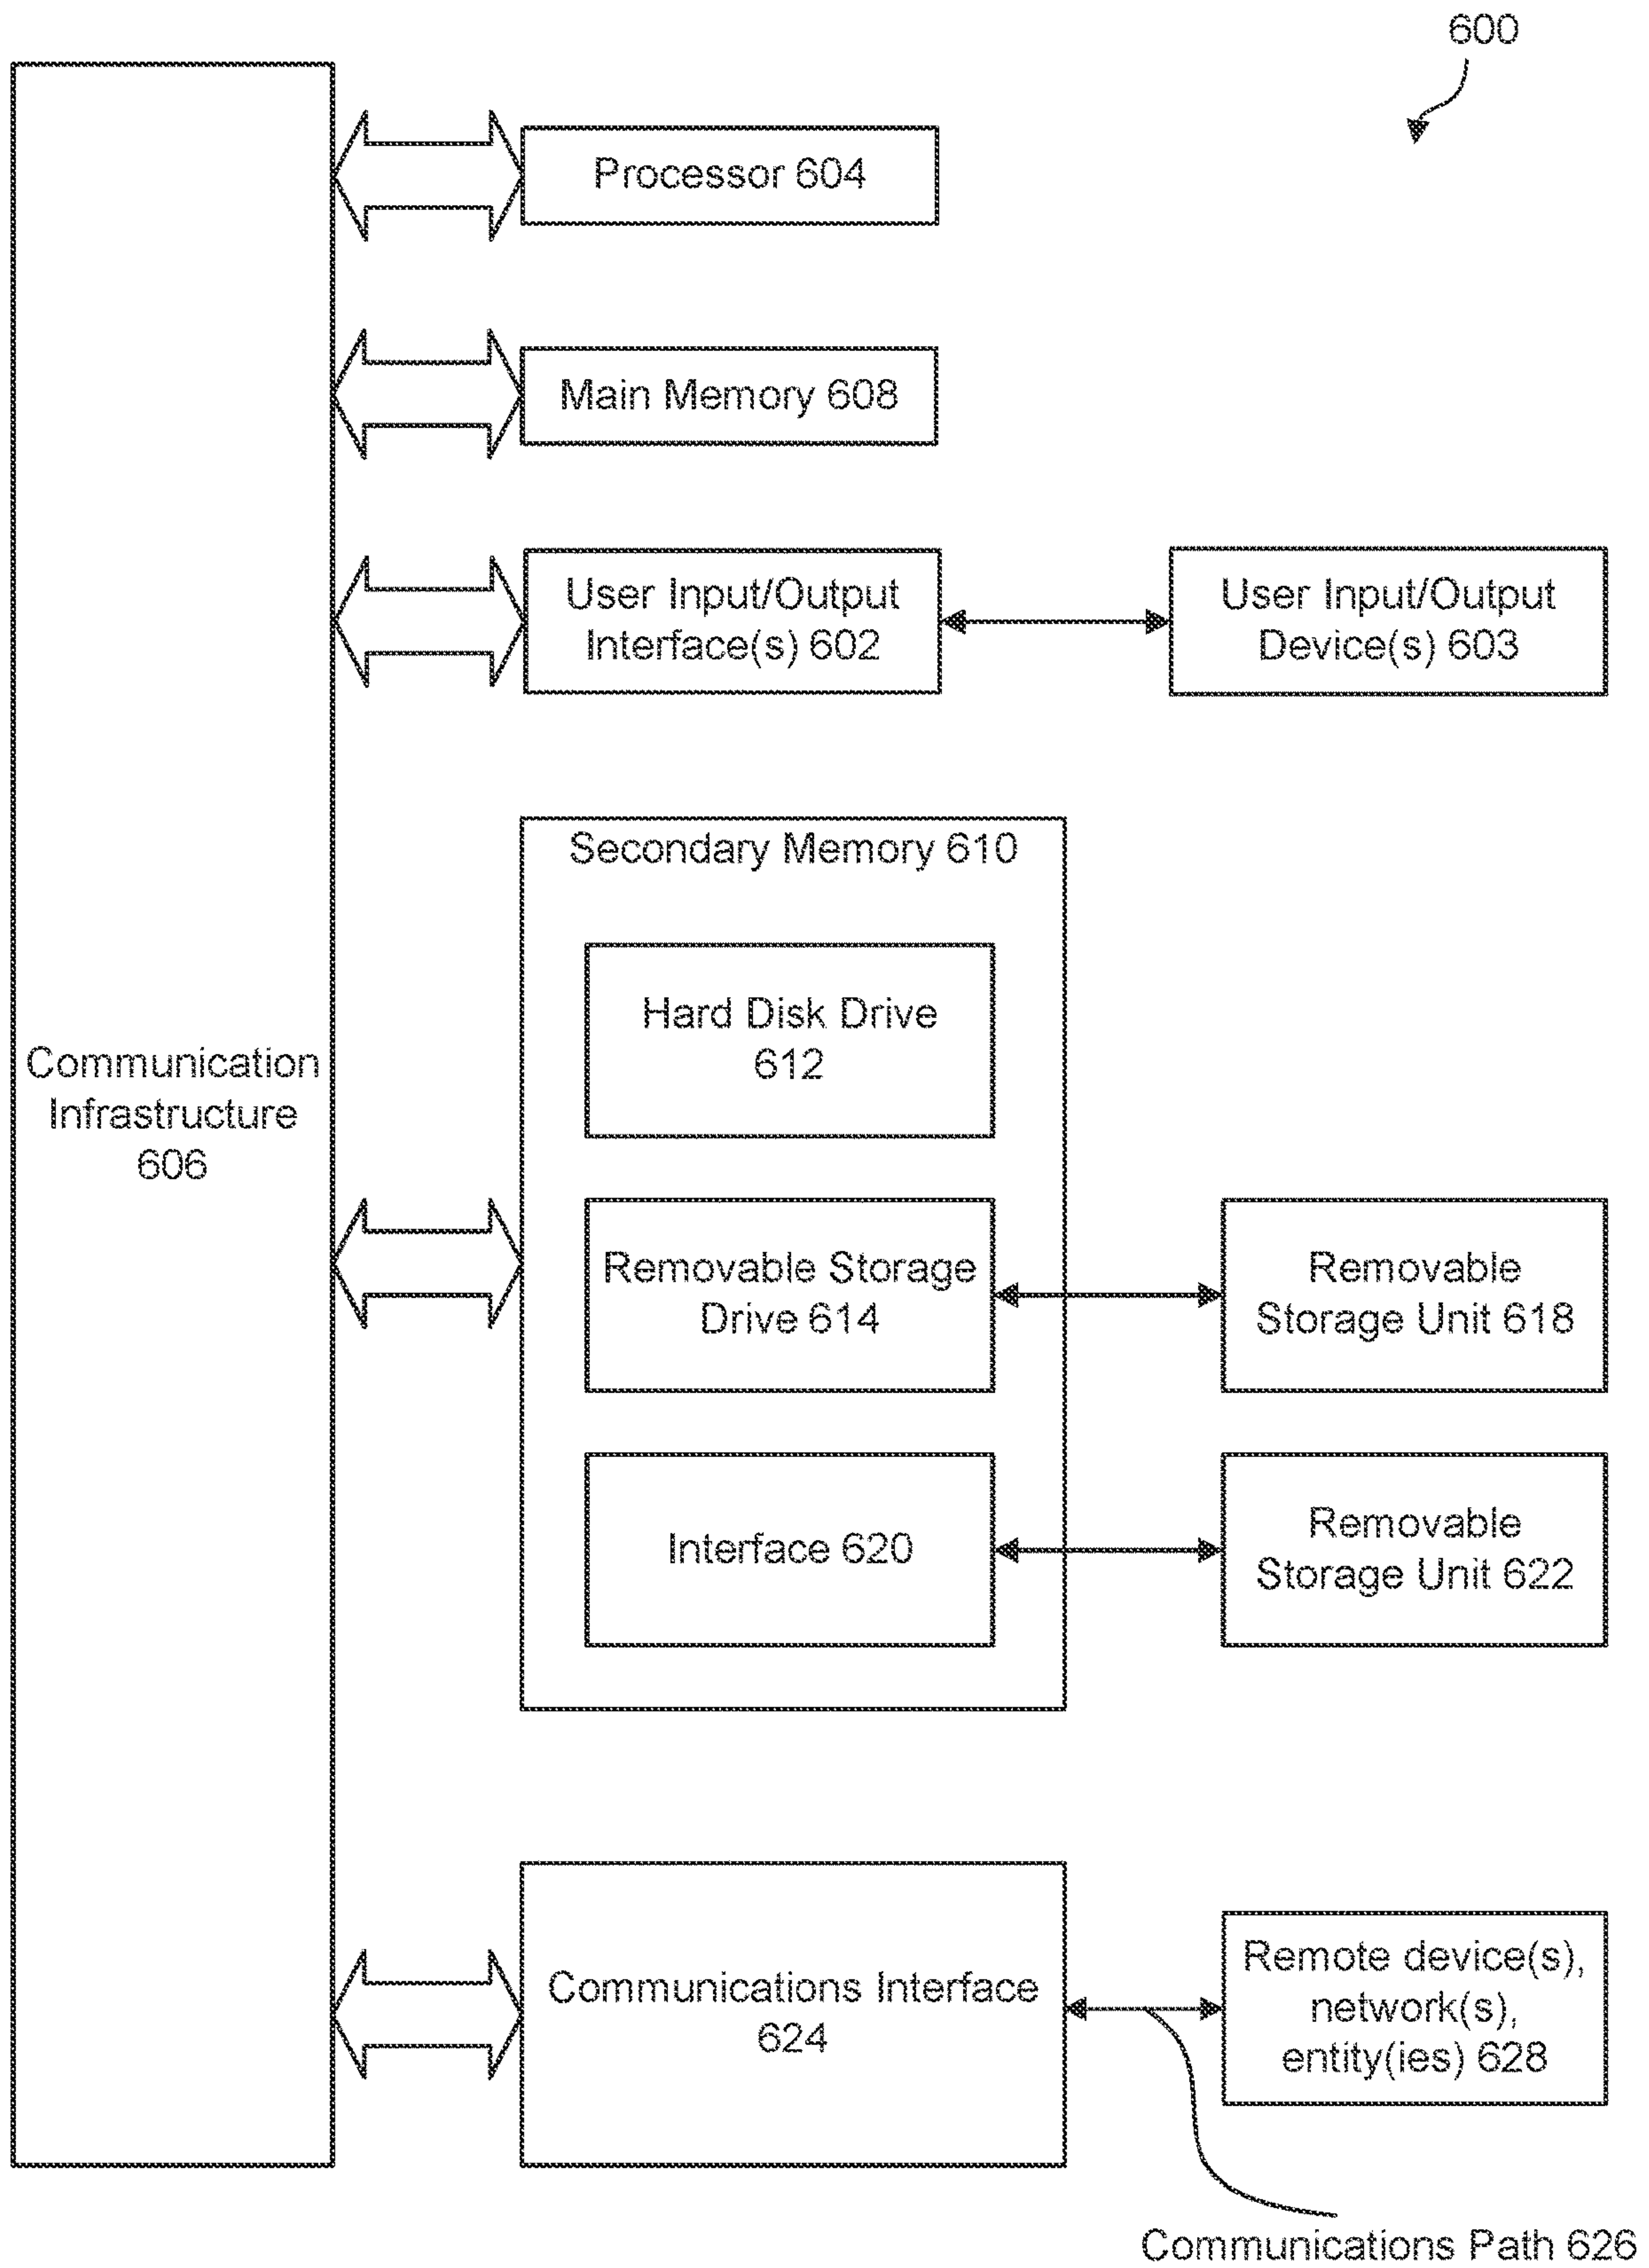 600
Processor 604
Main Memory 608
User Input/Output
Interface(s) 602
User Input/Output
Device(s) 603
Secondary Memory 610
Hard Disk Drive
612
Communication
Infrastructure
606
Removable Storage
Drive 614
Removable
Storage Unit 618
Interface 620
Removable
Storage Unit 622
Communications Interface
624
Remote device(s),
network(s),
entity(ies) 628
Communications Path 626